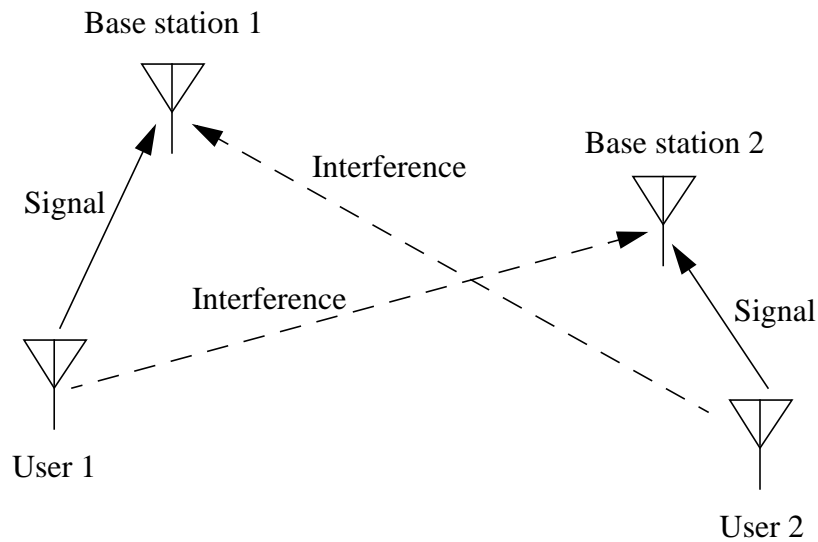 Base station 1
Base station 2
Interference
Signal
Interference
Signal
User 1
User 2